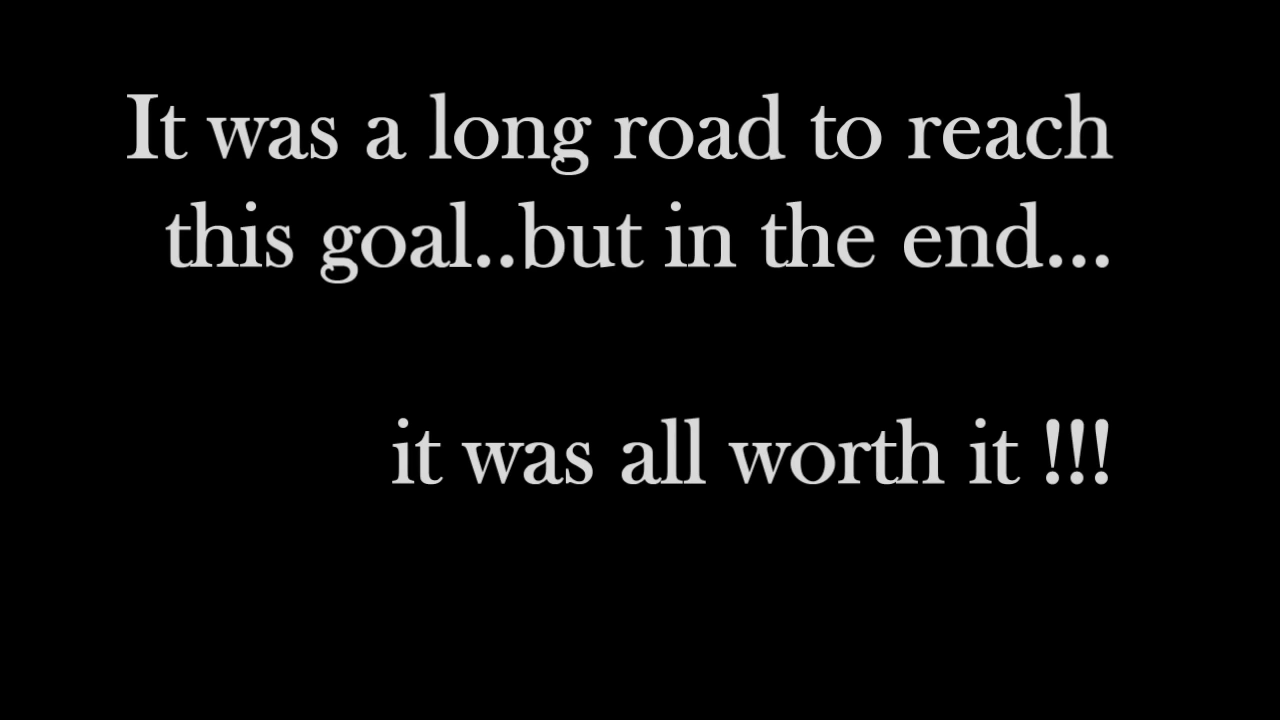 It was a long road to reach
this goal..but in the end...
it was all worth it !!!